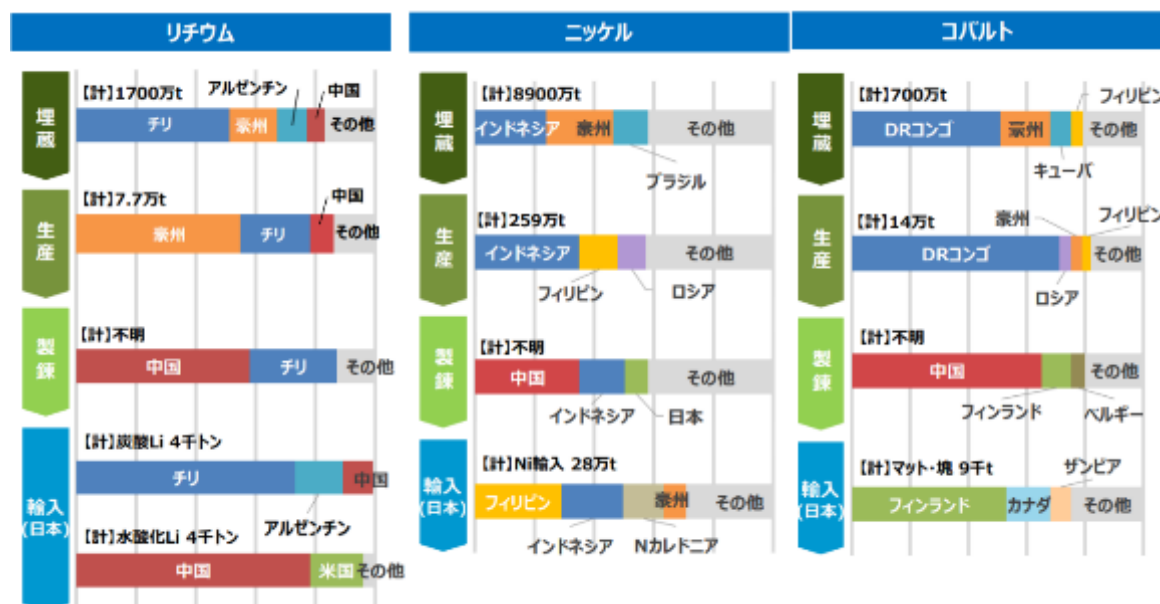 リチウム
埋蔵
【計】1700万t
アルゼンチン
中国
チリ
豪州
その他
生産
【計】7.7万t
中国
豪州
チリ
その他
製錬
【計】不明
中国
チリ
その他
輸入
(日本)
【計】炭酸Li 4千トン
チリ
中国
アルゼンチン
【計】水酸化Li 4千トン
中国
米国
その他
ニッケル
埋蔵
【計】8900万t
インドネシア
豪州
その他
ブラジル
生産
【計】259万t
インドネシア
その他
フィリピン
ロシア
製錬
【計】不明
中国
その他
インドネシア
日本
輸入
(日本)
【計】Ni輸入 28万t
フィリピン
豪州
その他
インドネシア
Nカレドニア
コバルト
埋蔵
【計】700万t
フィリピン
DRコンゴ
豪州
その他
キューバ
生産
【計】14万t
豪州
フィリピン
DRコンゴ
その他
ロシア
製錬
【計】不明
中国
その他
フィンランド
ベルギー
輸入
(日本)
【計】マット・塊 9千t
ザンビア
フィンランド
カナダ
その他